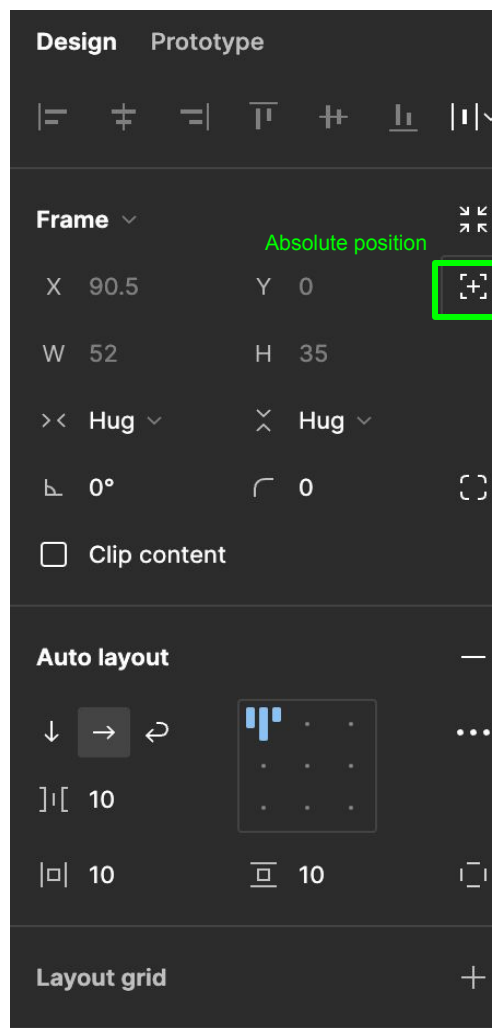 Design Prototype
Frame
Absolute position
X 90.5 Y 0
W 52 H 35
Hug Hug
0° 0
Clip content
Auto layout
10
10 10
Layout grid